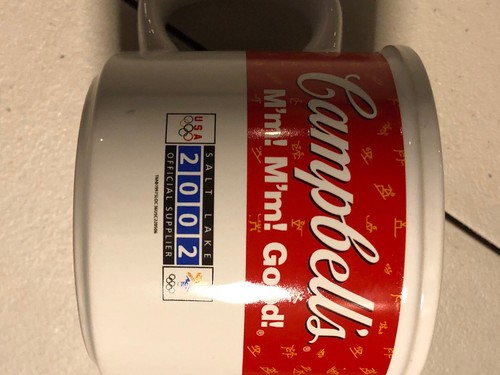 Campbell's®
M'm! M'm! Good!®
USA
SALT LAKE
2002
OFFICIAL SUPPLIER